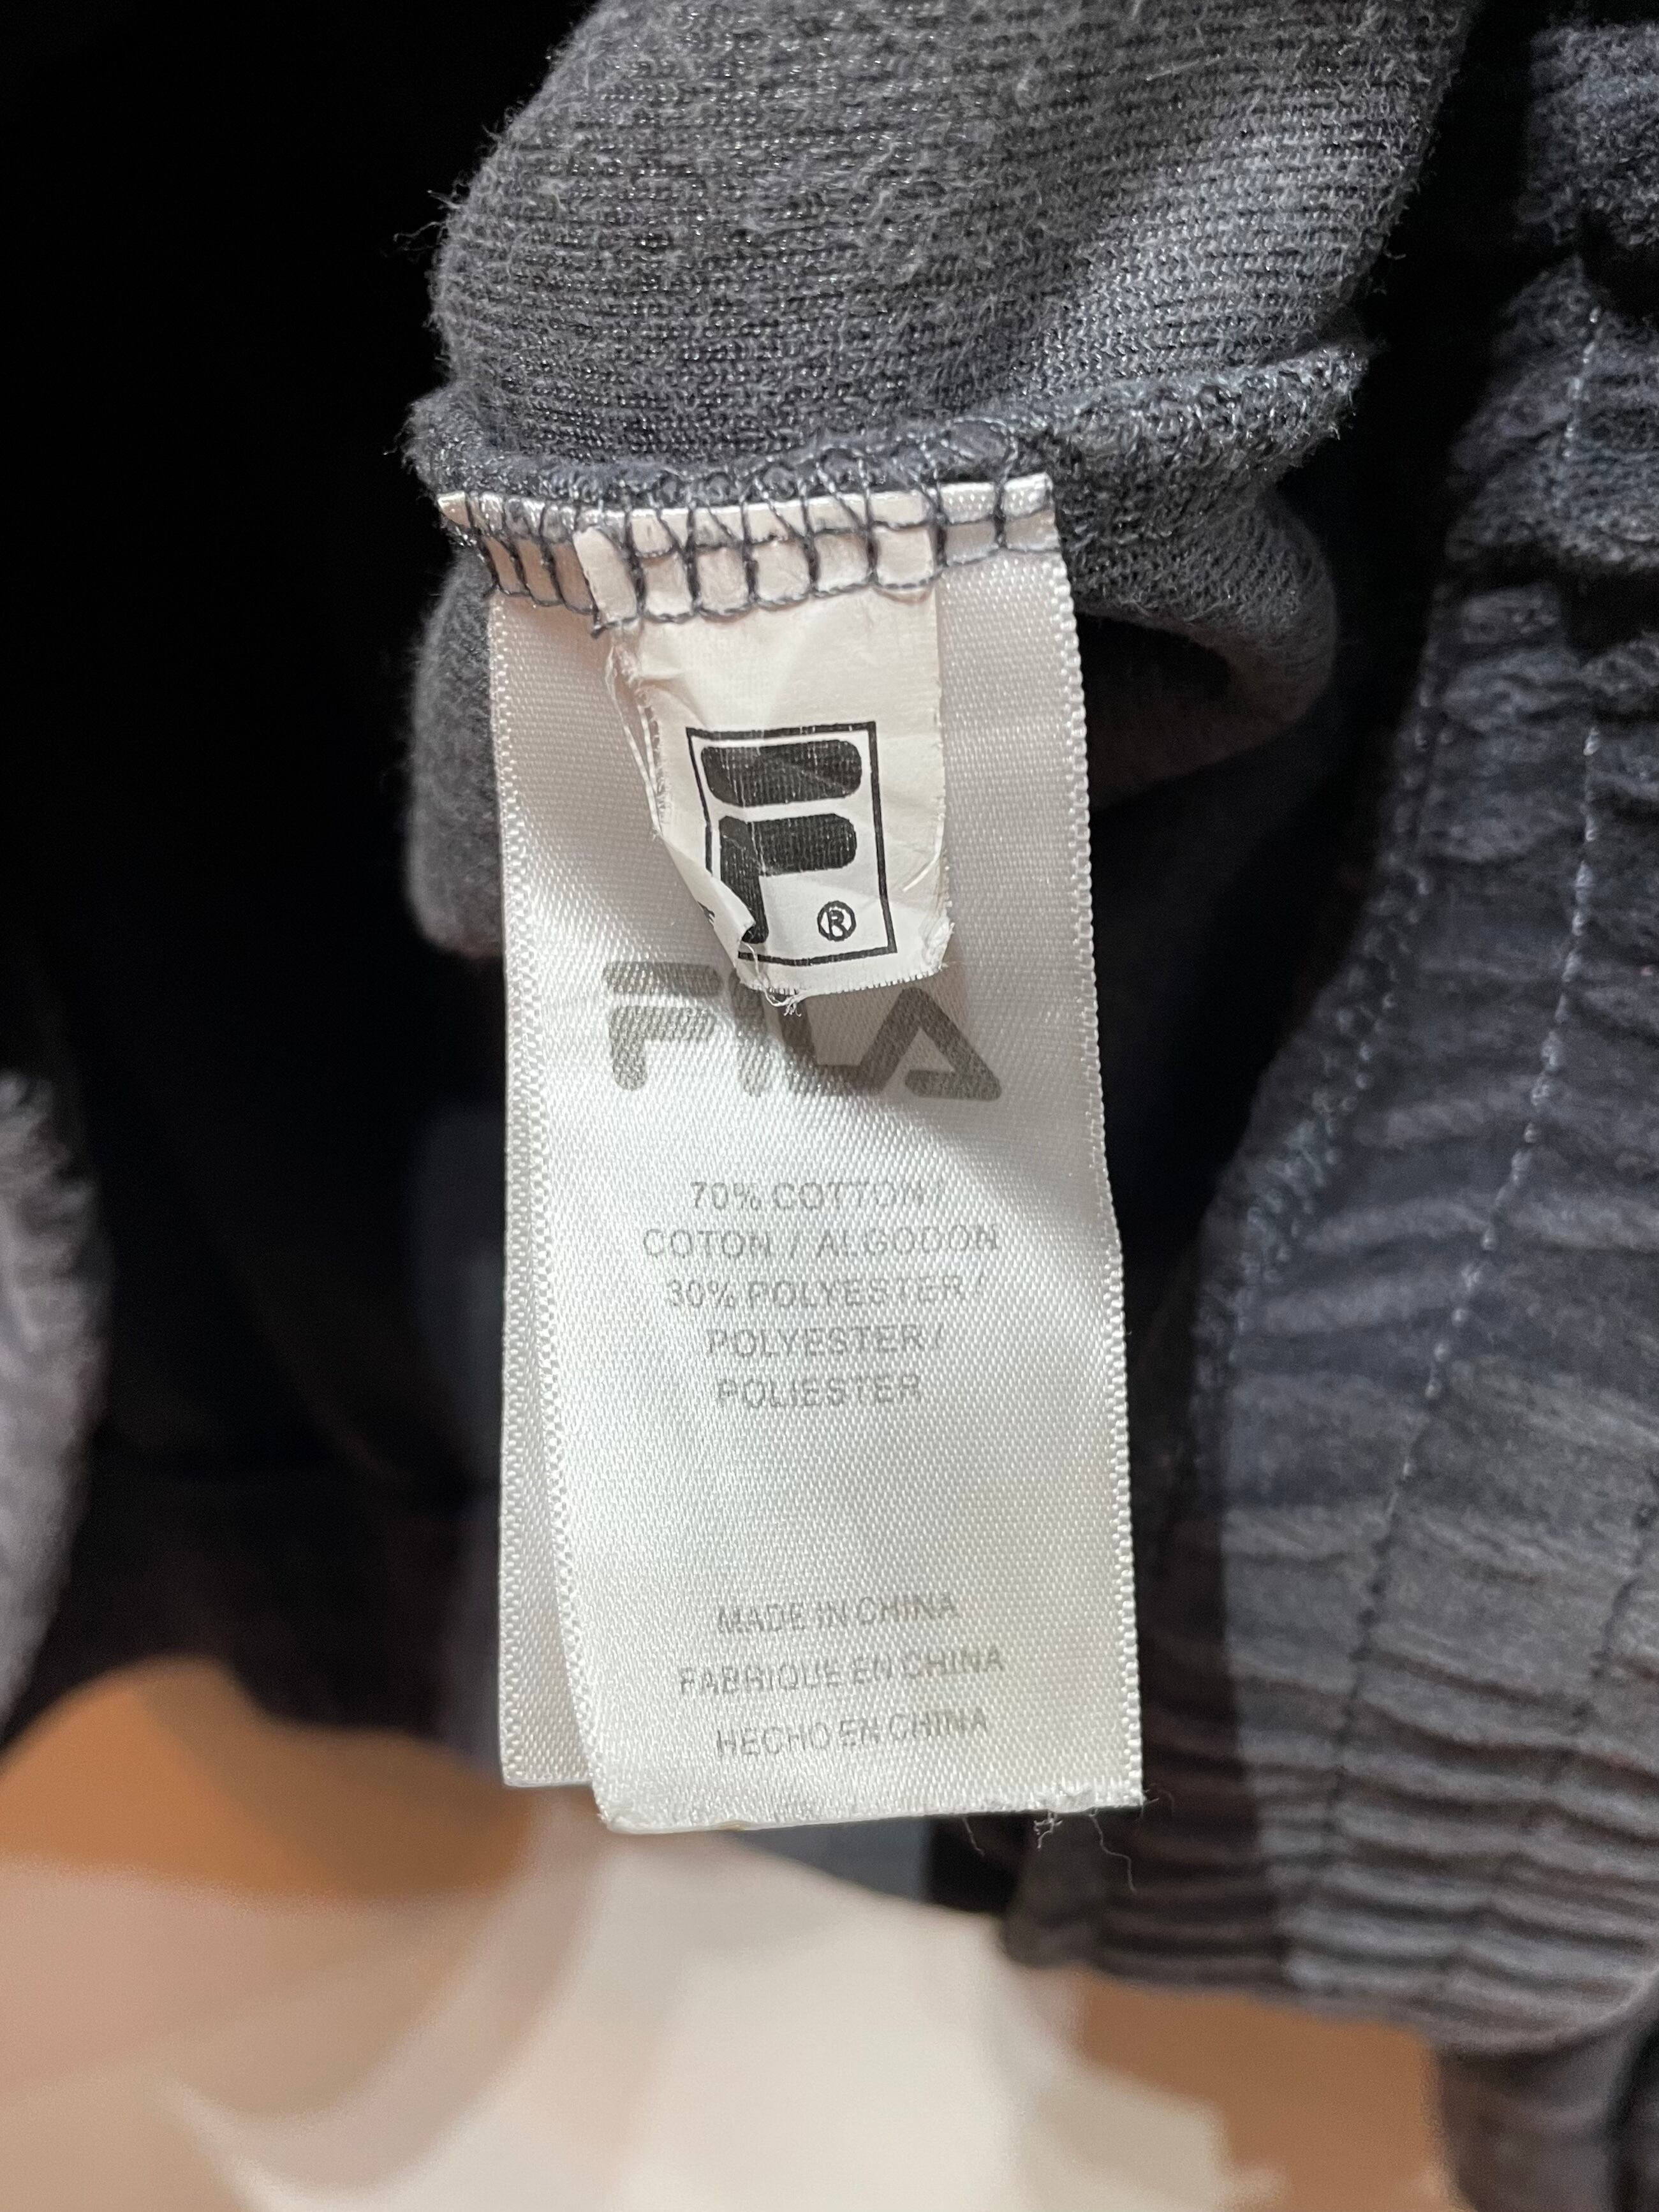 F
®
FILA
70% COTTON /
COTON / ALGODON
30% POLYESTER /
POLYESTER /
POLIESTER
MADE IN CHINA
FABRIQUE EN CHINA
HECHO EN CHINA